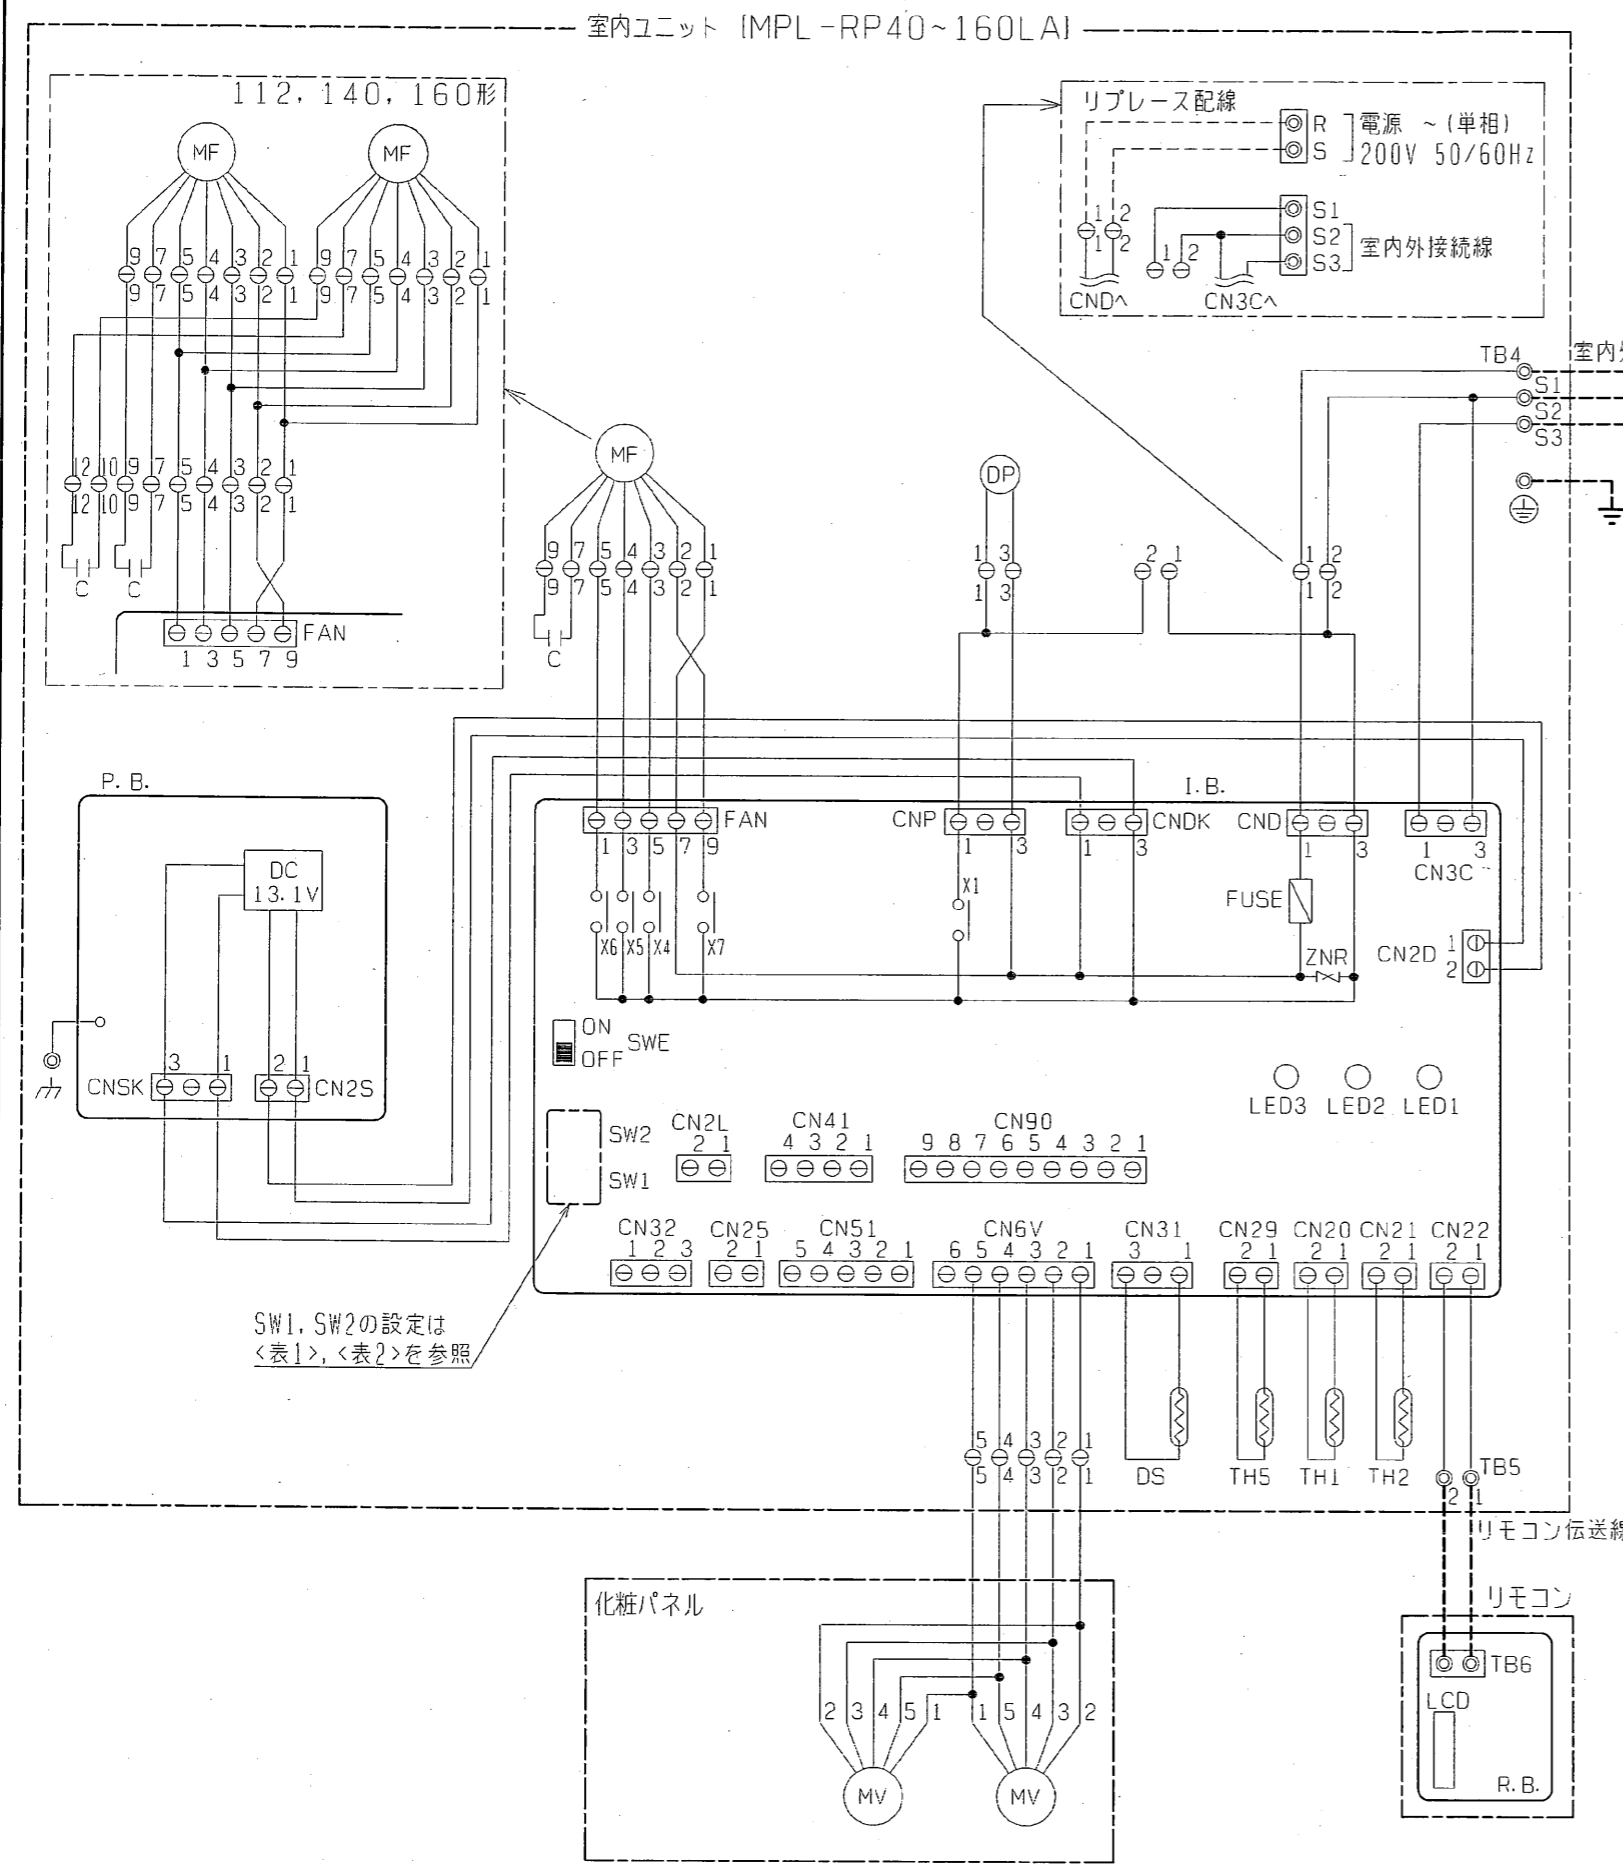 室内ユニット [MPL-RP40~160LA]
112, 140, 160形
MF MF
9 7 5 4 3 2 1 9 7 5 4 3 2 1
9 7 5 4 3 2 1 9 7 5 4 3 2 1
12 10 9 7 5 4 3 2 1
12 10 9 7 5 4 3 2 1
C C
FAN
1 3 5 7 9
リプレース配線
R 電源 ~(単相)
S 200V 50/60Hz
1 2
1 2
S1
S2
S3
室内外接続線
1 2
CNDへ CN3Cへ
TB4 室内
S1
S2
S3
MF
9 7 5 4 3 2 1
9 7 5 4 3 2 1
C
DP
1 3
1 3
2 1
1 2
1 2
P.B.
DC
13.1V
3 1 2 1
CNSK CN2S
I.B.
FAN CNP CNDK CND
1 3 5 7 9 1 3 1 3 1 3 1 3
CN3C
X1
FUSE
X6 X5 X4 X7
ZNR
CN2D 1
2
ON
OFF
SWE
LED3 LED2 LED1
SW2
SW1
CN2L CN41 CN90
2 1 4 3 2 1 9 8 7 6 5 4 3 2 1
CN32 CN25 CN51 CN6V CN31 CN29 CN20 CN21 CN22
1 2 3 2 1 5 4 3 2 1 6 5 4 3 2 1 3 1 2 1 2 1 2 1 2 1
SW1, SW2の設定は
<表1>, <表2>を参照
5 4 3 2 1
5 4 3 2 1
DS TH5 TH1 TH2
TB5
2 1
リモコン伝送線
化粧パネル
2 3 4 5 1 1 5 4 3 2
MV MV
リモコン
TB6
LCD
R.B.